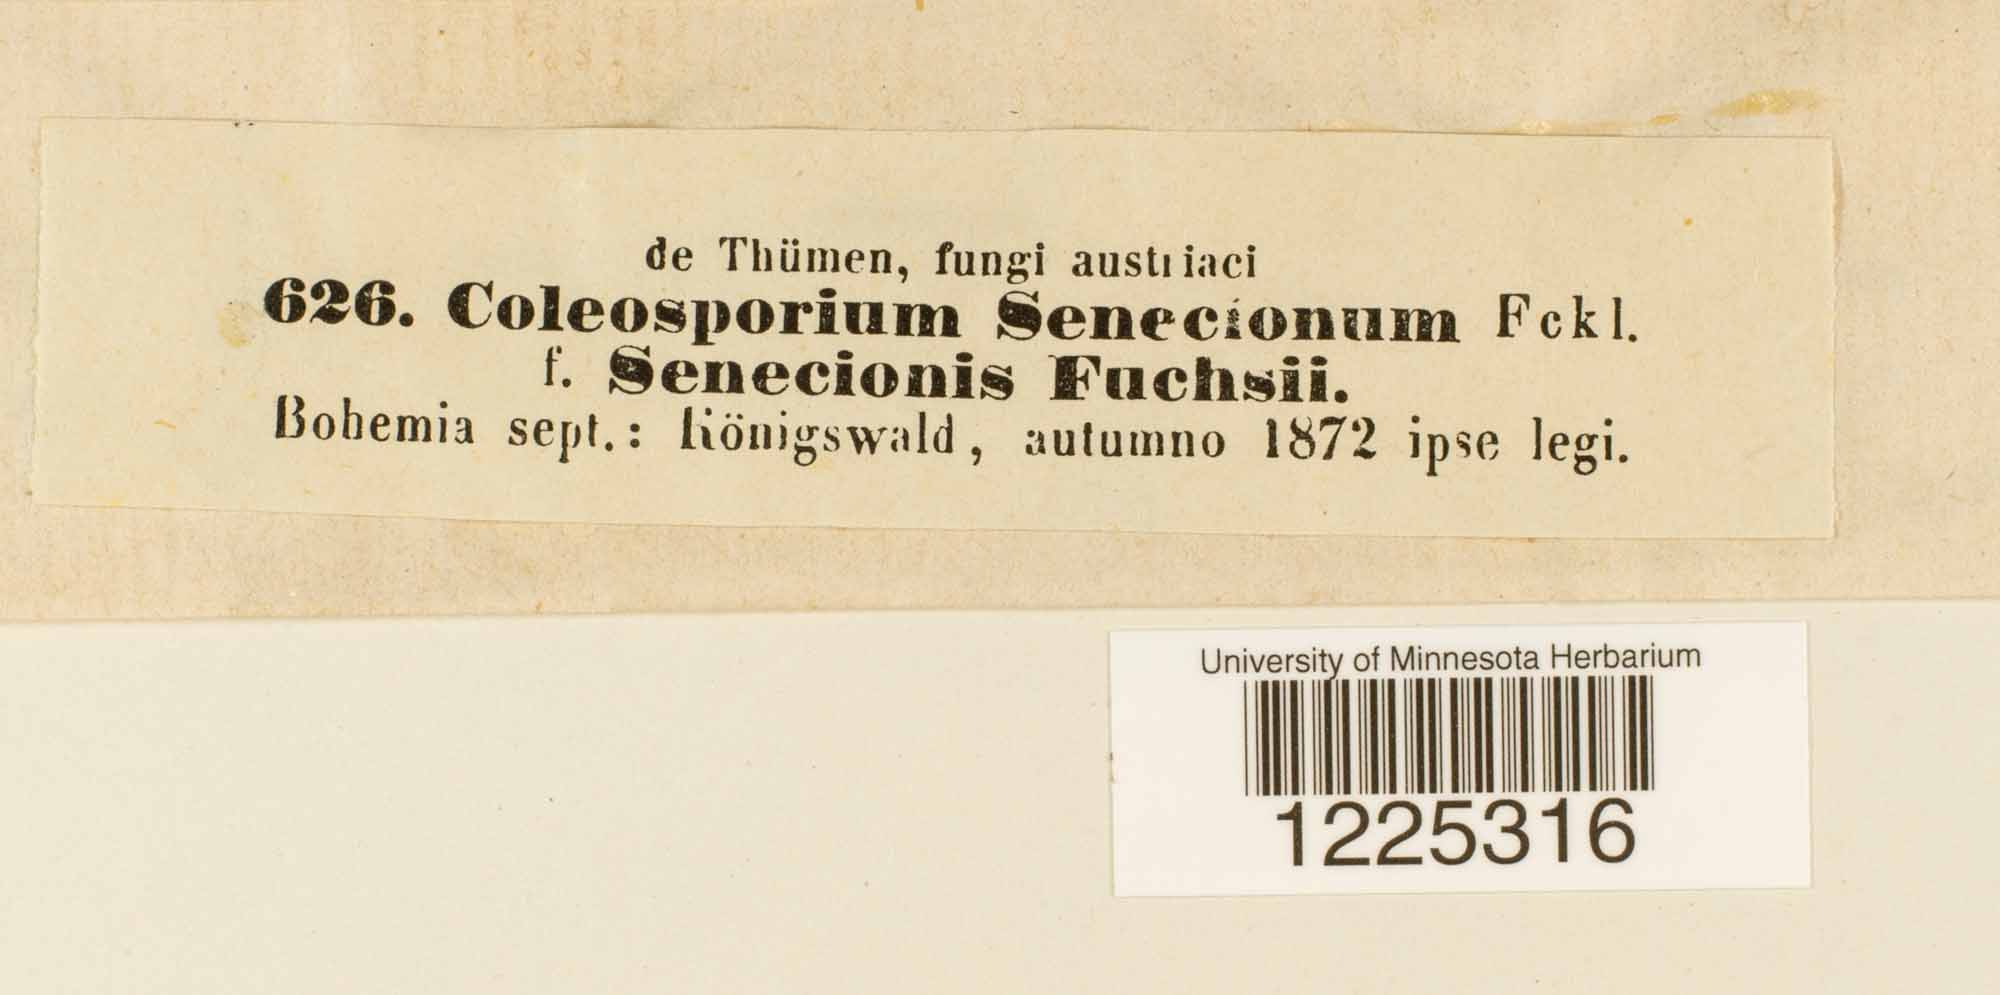 de Thümen, fungi austriaci
626. Coleosporium Senecionum Fckl.
f. Senecionis Fuchsii.
Bohemia sept.: Königswald, autumno 1872 ipse legi.
University of Minnesota Herbarium
1225316